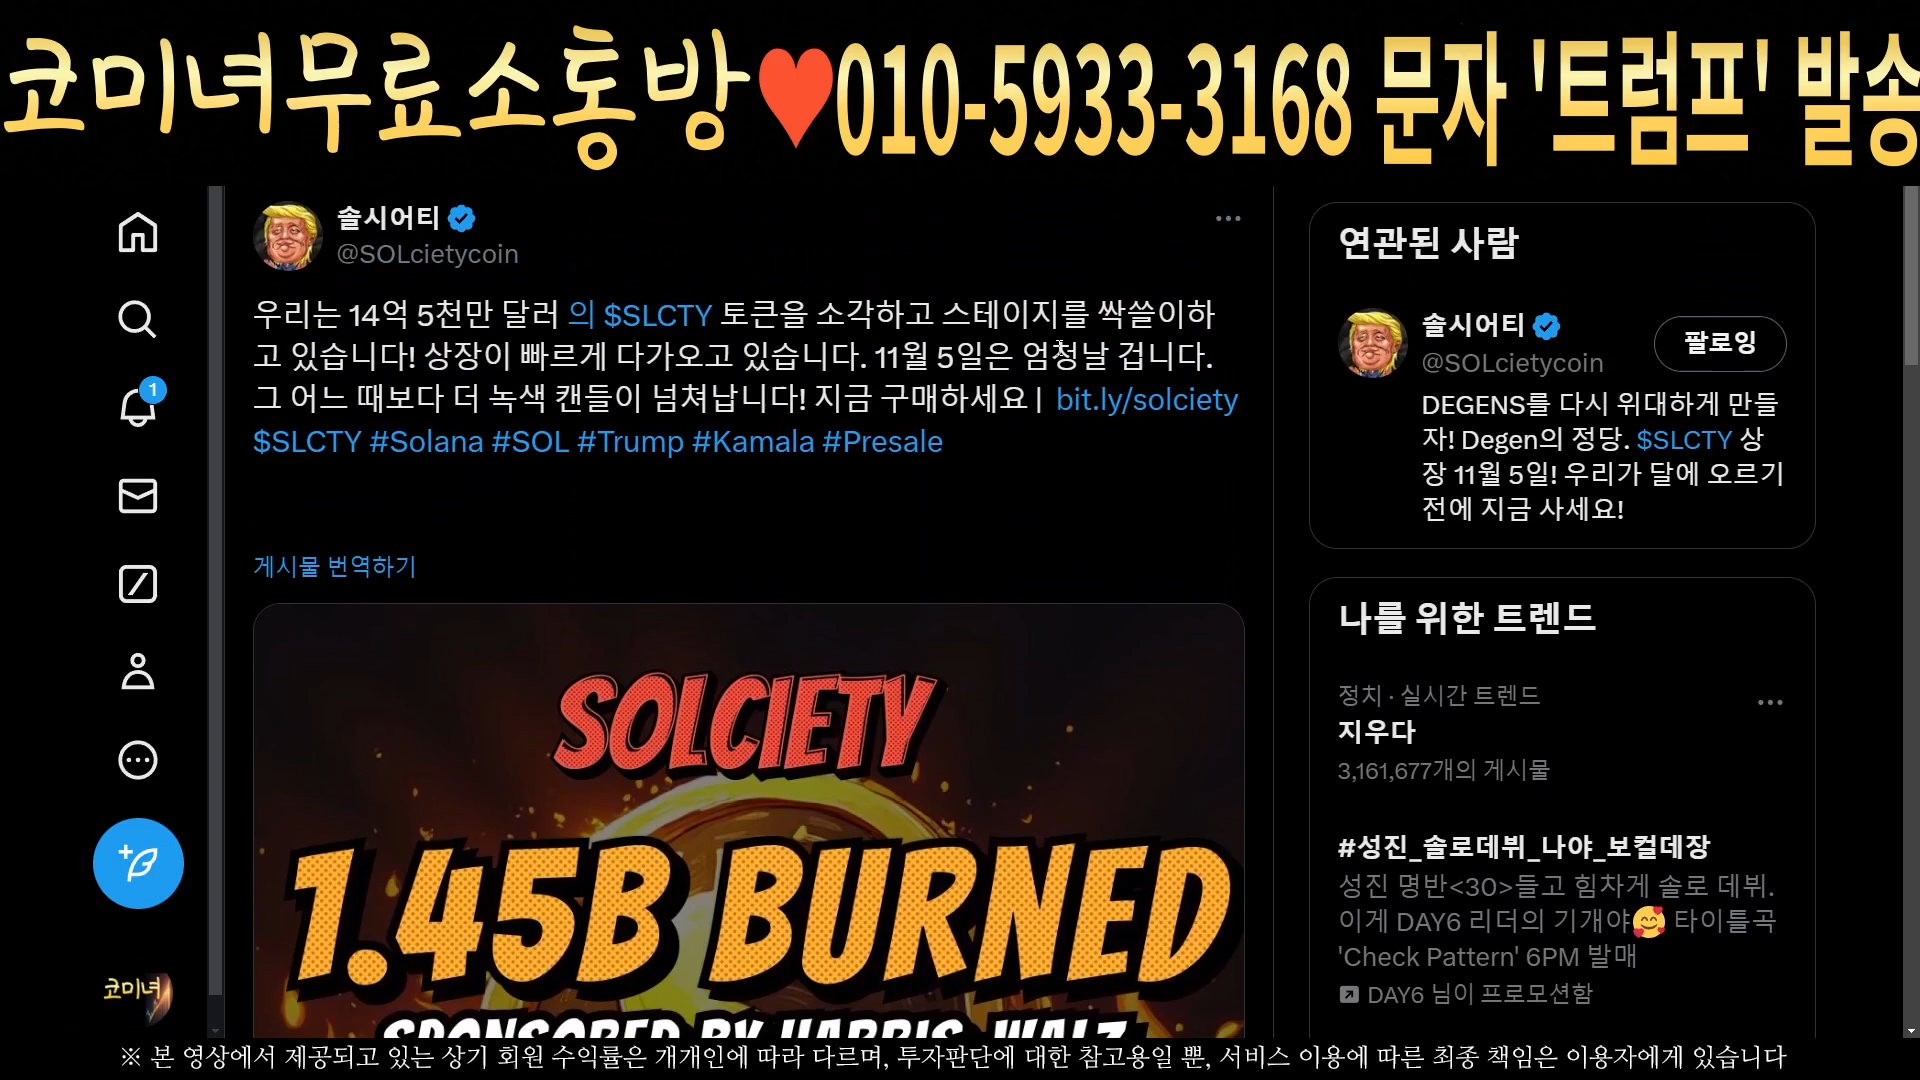 코미녀무료소통방♥010-5933-3168 문자 '트럼프' 발송
솔시어티
@SOLcietycoin
우리는 14억 5천만 달러 의 $SLCTY 토큰을 소각하고 스테이지를 싹쓸이하
고 있습니다! 상장이 빠르게 다가오고 있습니다. 11월 5일은 엄청날 겁니다.
그 어느 때보다 더 녹색 캔들이 넘쳐납니다! 지금 구매하세요 | bit.ly/solciety
$SLCTY #Solana #SOL #Trump #Kamala #Presale
게시물 번역하기
SOLCIETY
1.45B BURNED
SPONSORED BY HARRIS-WALZ
연관된 사람
솔시어티
@SOLcietycoin
팔로잉
DEGENS를 다시 위대하게 만들
자! Degen의 정당. $SLCTY 상
장 11월 5일! 우리가 달에 오르기
전에 지금 사세요!
나를 위한 트렌드
정치 · 실시간 트렌드
지우다
3,161,677개의 게시물
#성진_솔로데뷔_나야_보컬데장
성진 명반<30>들고 힘차게 솔로 데뷔.
이게 DAY6 리더의 기개야🥰 타이틀곡
'Check Pattern' 6PM 발매
DAY6 님이 프로모션함
1
코미녀
※ 본 영상에서 제공되고 있는 상기 회원 수익률은 개개인에 따라 다르며, 투자판단에 대한 참고용일 뿐, 서비스 이용에 따른 최종 책임은 이용자에게 있습니다